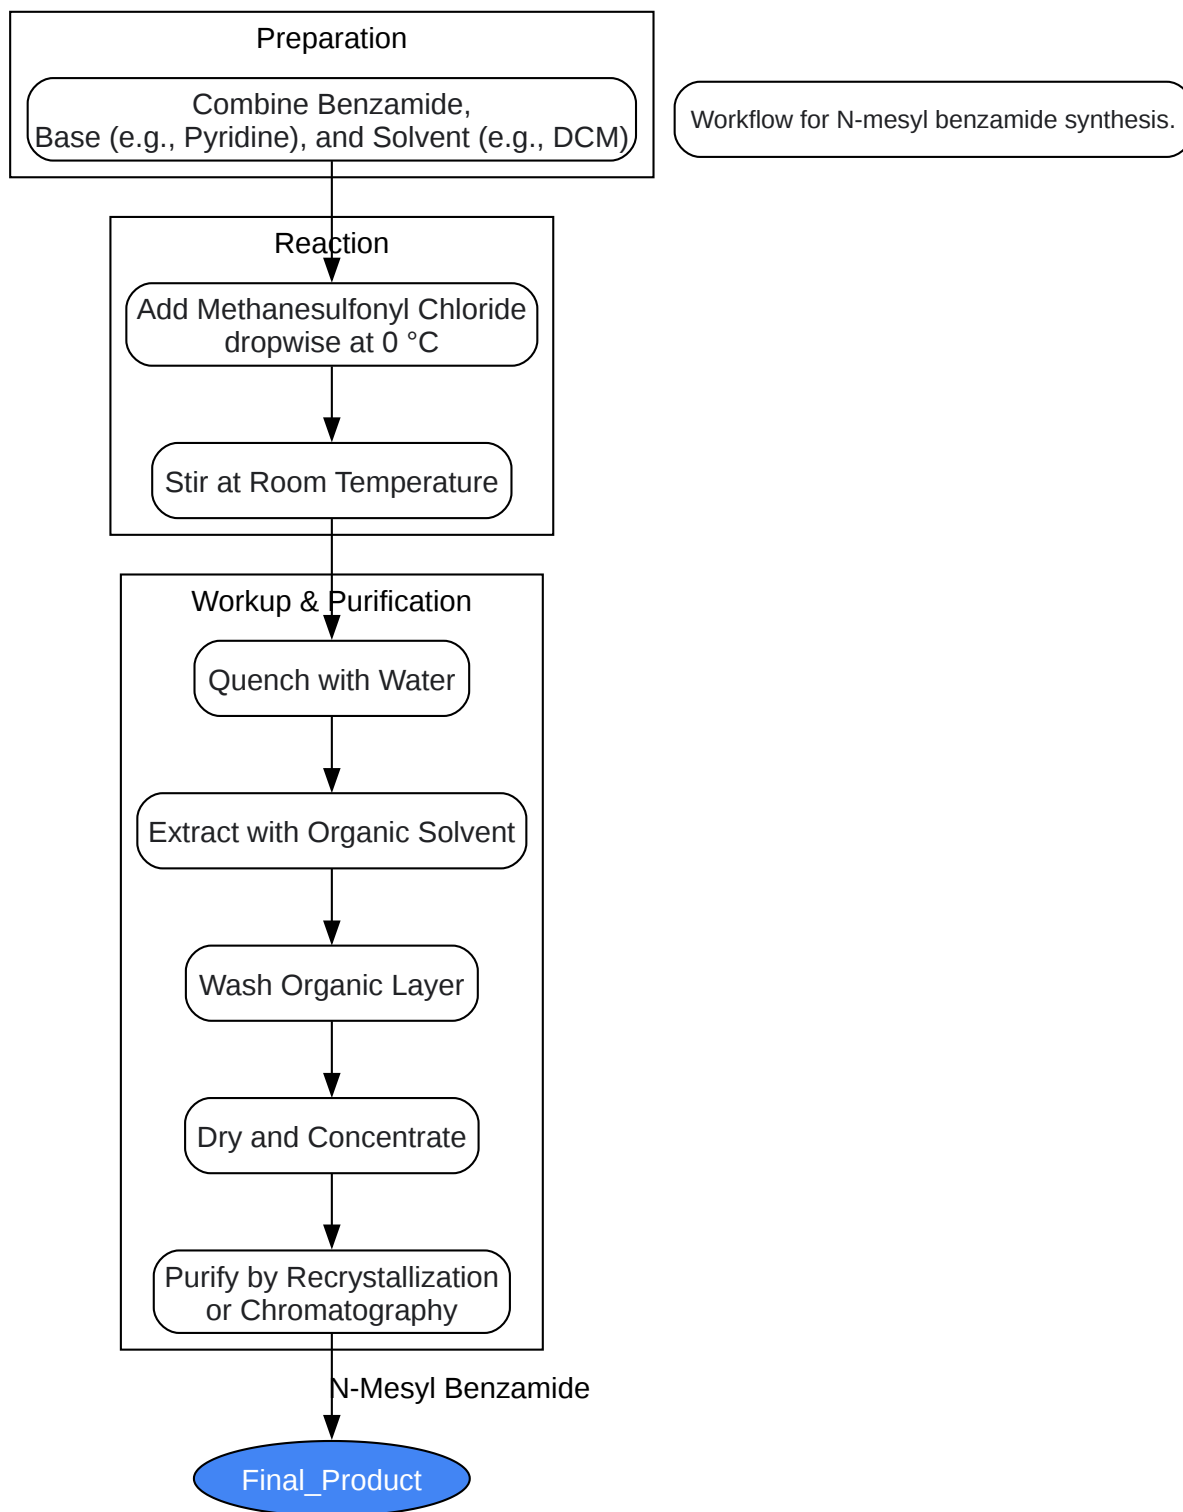 Preparation
Combine Benzamide,
Base (e.g., Pyridine), and Solvent (e.g., DCM)
Workflow for N-mesyl benzamide synthesis.
Reaction
Add Methanesulfonyl Chloride
dropwise at 0 °C
Stir at Room Temperature
Workup & Purification
Quench with Water
Extract with Organic Solvent
Wash Organic Layer
Dry and Concentrate
Purify by Recrystallization
or Chromatography
N-Mesyl Benzamide
Final_Product